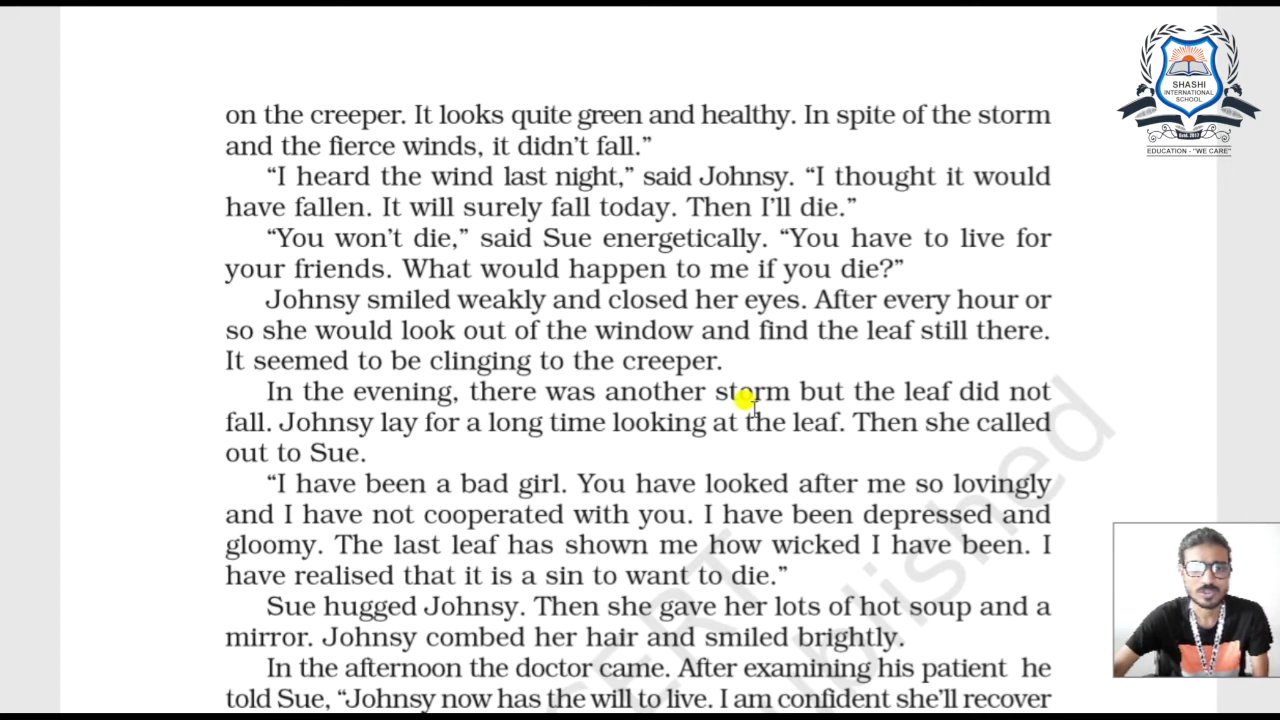 on the creeper. It looks quite green and healthy. In spite of the storm
and the fierce winds, it didn’t fall.”
“I heard the wind last night,” said Johnsy. “I thought it would
have fallen. It will surely fall today. Then I’ll die.”
“You won’t die,” said Sue energetically. “You have to live for
your friends. What would happen to me if you die?”
Johnsy smiled weakly and closed her eyes. After every hour or
so she would look out of the window and find the leaf still there.
It seemed to be clinging to the creeper.
In the evening, there was another storm but the leaf did not
fall. Johnsy lay for a long time looking at the leaf. Then she called
out to Sue.
“I have been a bad girl. You have looked after me so lovingly
and I have not cooperated with you. I have been depressed and
gloomy. The last leaf has shown me how wicked I have been. I
have realised that it is a sin to want to die.”
Sue hugged Johnsy. Then she gave her lots of hot soup and a
mirror. Johnsy combed her hair and smiled brightly.
In the afternoon the doctor came. After examining his patient he
told Sue, “Johnsy now has the will to live. I am confident she’ll recover
SHASHI
INTERNATIONAL
SCHOOL
Estd. 2017
EDUCATION - "WE CARE"